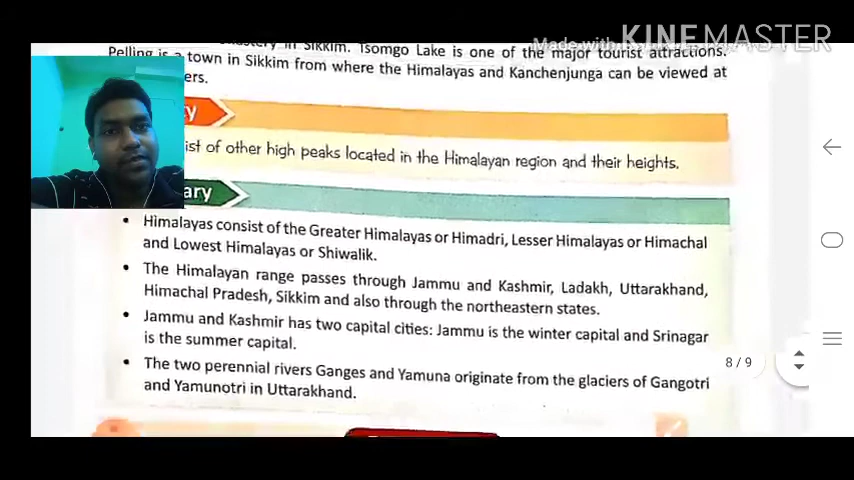 Made with KINEMASTER
in Sikkim. Tsomgo Lake is one of the major tourist attractions.
Pelling is a town in Sikkim from where the Himalayas and Kanchenjunga can be viewed at
ers.
ty
ist of other high peaks located in the Himalayan region and their heights.
ary
• Himalayas consist of the Greater Himalayas or Himadri, Lesser Himalayas or Himachal
and Lowest Himalayas or Shiwalik.
• The Himalayan range passes through Jammu and Kashmir, Ladakh, Uttarakhand,
Himachal Pradesh, Sikkim and also through the northeastern states.
• Jammu and Kashmir has two capital cities: Jammu is the winter capital and Srinagar
is the summer capital.
• The two perennial rivers Ganges and Yamuna originate from the glaciers of Gangotri
and Yamunotri in Uttarakhand.
8/9